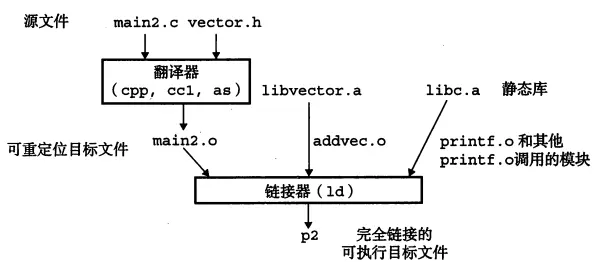 源文件 main2.c vector.h
翻译器
(cpp, cc1, as)
libvector.a
libc.a
静态库
可重定位目标文件
main2.o
addvec.o
printf.o 和其他
printf.o调用的模块
链接器(ld)
p2
完全链接的
可执行目标文件